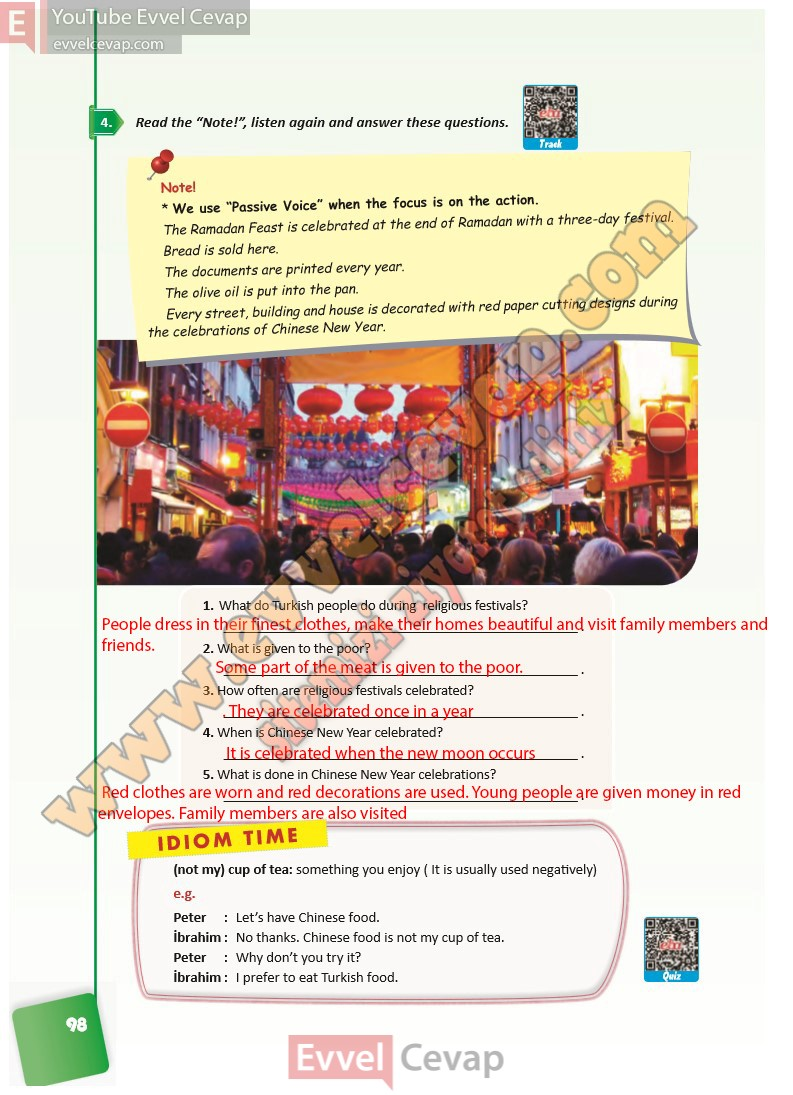 E YouTube Evvel Cevap
evvelcevap.com
4. Read the “Note!”, listen again and answer these questions.
Track
Note!
* We use “Passive Voice” when the focus is on the action.
The Ramadan Feast is celebrated at the end of Ramadan with a three-day festival.
Bread is sold here.
The documents are printed every year.
The olive oil is put into the pan.
Every street, building and house is decorated with red paper cutting designs during
the celebrations of Chinese New Year.
www.evvelcevap.com
sitemizi ziyaret ediniz
1. What do Turkish people do during religious festivals?
People dress in their finest clothes, make their homes beautiful and visit family members and
friends.
2. What is given to the poor?
Some part of the meat is given to the poor.
3. How often are religious festivals celebrated?
They are celebrated once in a year
4. When is Chinese New Year celebrated?
It is celebrated when the new moon occurs
5. What is done in Chinese New Year celebrations?
Red clothes are worn and red decorations are used. Young people are given money in red
envelopes. Family members are also visited
IDIOM TIME
(not my) cup of tea: something you enjoy ( It is usually used negatively)
e.g.
Peter : Let’s have Chinese food.
İbrahim : No thanks. Chinese food is not my cup of tea.
Peter : Why don’t you try it?
İbrahim : I prefer to eat Turkish food.
Quiz
98
Evvel Cevap